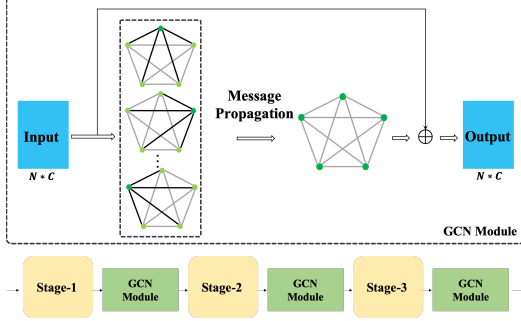 Message
Propagation
Input
Output
N * C
N * C
GCN Module
Stage-1
GCN
Module
Stage-2
GCN
Module
Stage-3
GCN
Module